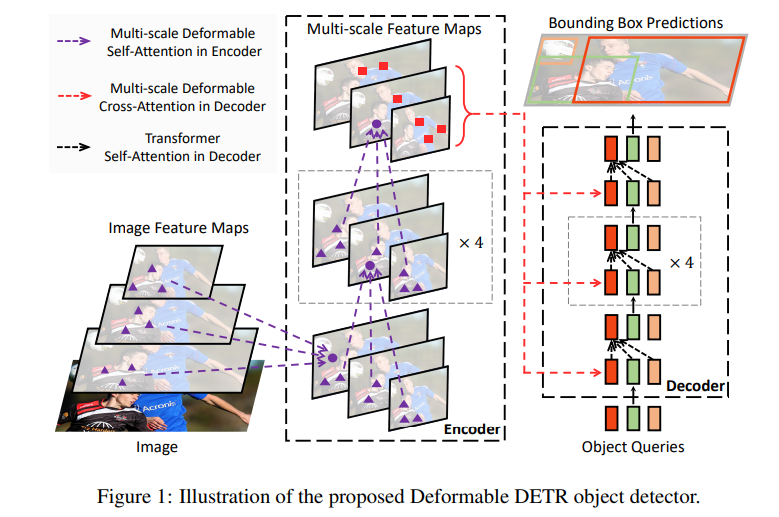 Multi-scale Deformable
Self-Attention in Encoder
Multi-scale Deformable
Cross-Attention in Decoder
Transformer
Self-Attention in Decoder
Multi-scale Feature Maps
Bounding Box Predictions
Acronis
Image Feature Maps
× 4
× 4
Acronis
Encoder
Decoder
Image
Object Queries
Figure 1: Illustration of the proposed Deformable DETR object detector.